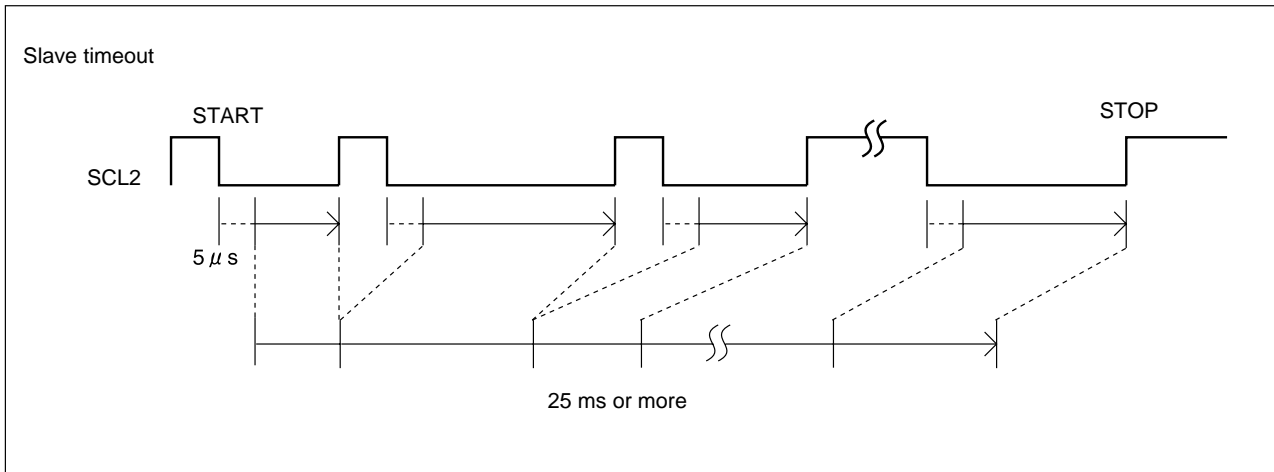 Slave timeout
START
STOP
SCL2
5 μ s
25 ms or more